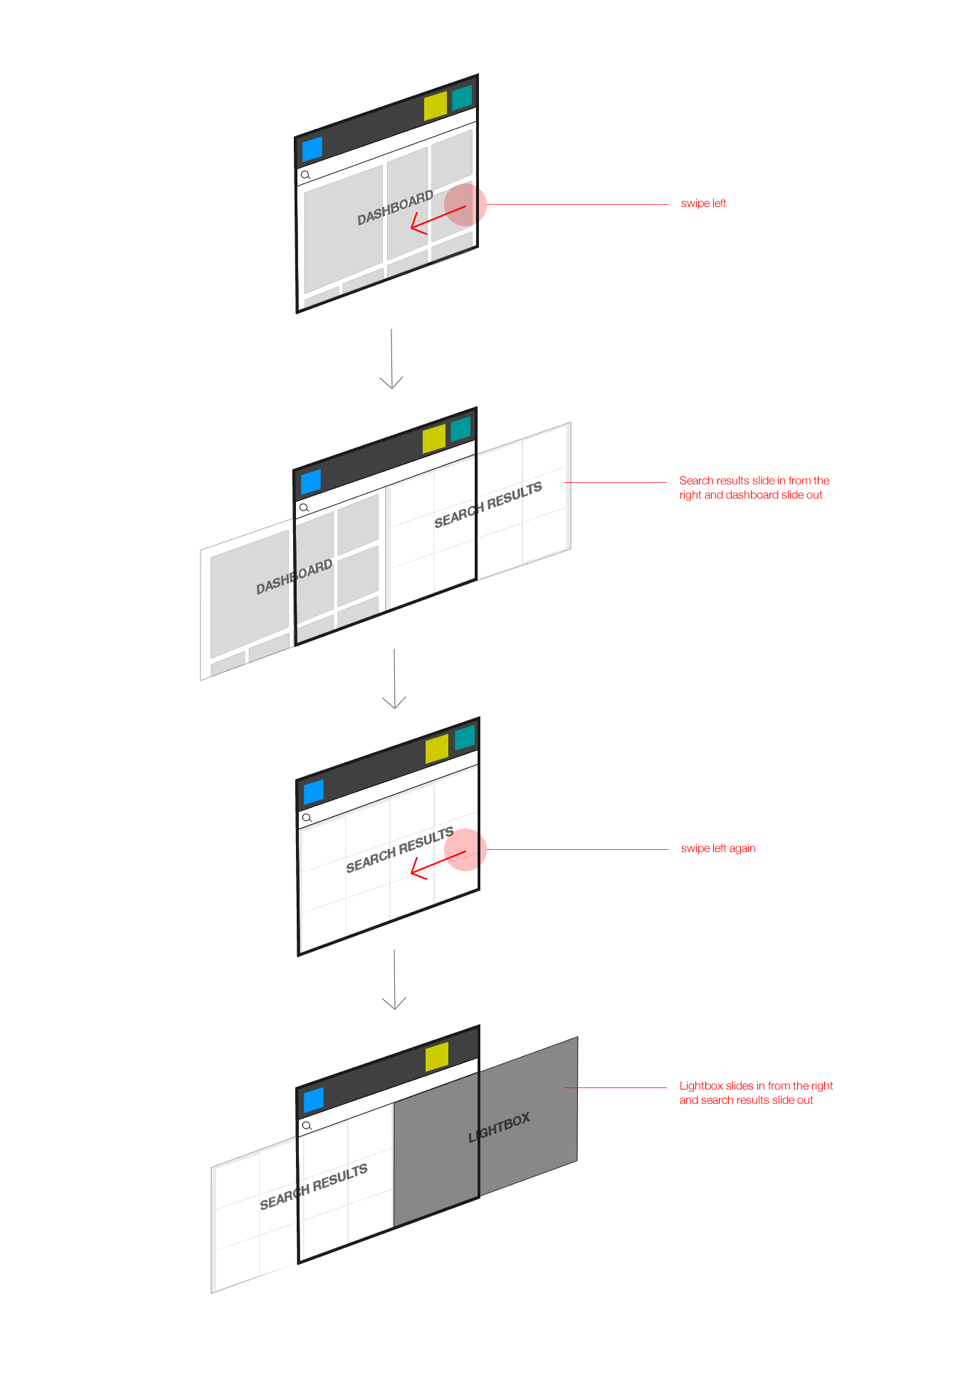 DASHBOARD
swipe left
SEARCH RESULTS
Search results slide in from the
right and dashboard slide out
DASHBOARD
SEARCH RESULTS
swipe left again
Lightbox slides in from the right
and search results slide out
LIGHTBOX
SEARCH RESULTS